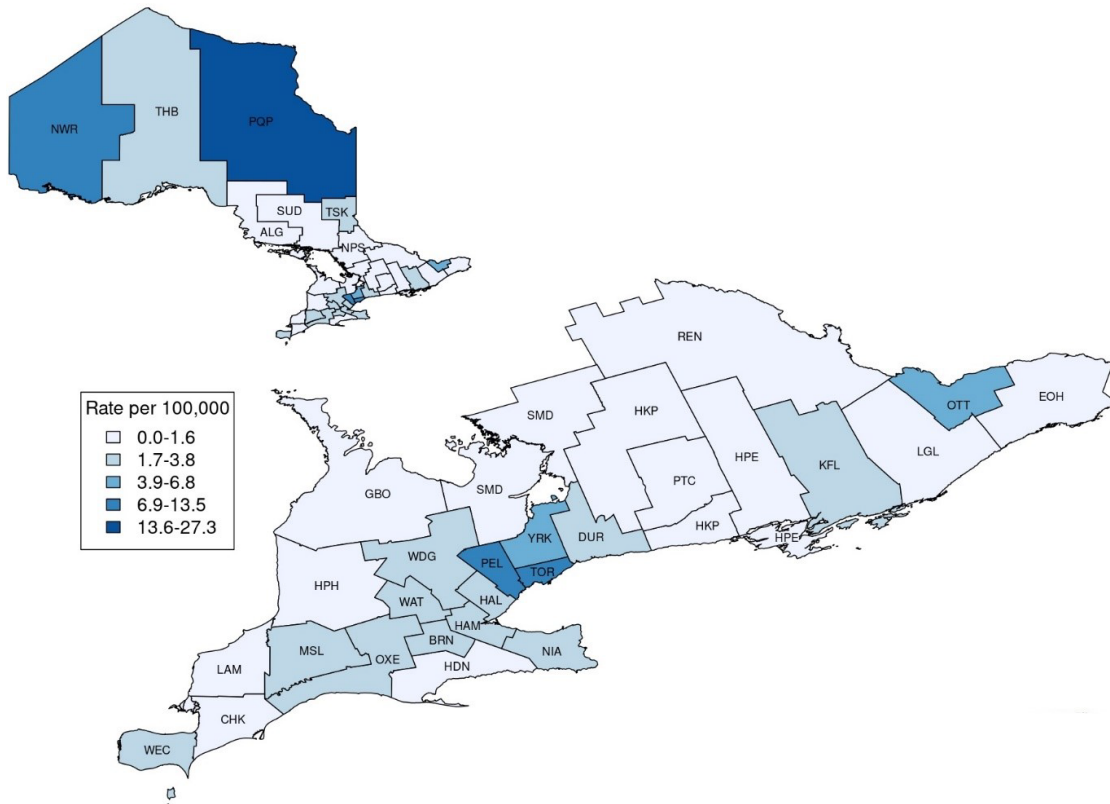 THB
NWR
PQP
SUD
TSK
ALG
NPS
REN
Rate per 100,000
0.0-1.6
1.7-3.8
3.9-6.8
6.9-13.5
13.6-27.3
SMD
HKP
OTT
EOH
HPE
KFL
LGL
GBO
SMD
PTC
HKP
YRK
DUR
HPE
WDG
PEL
TOR
HPH
WAT
HAL
HAM
BRN
MSL
OXE
NIA
LAM
HDN
CHK
WEC